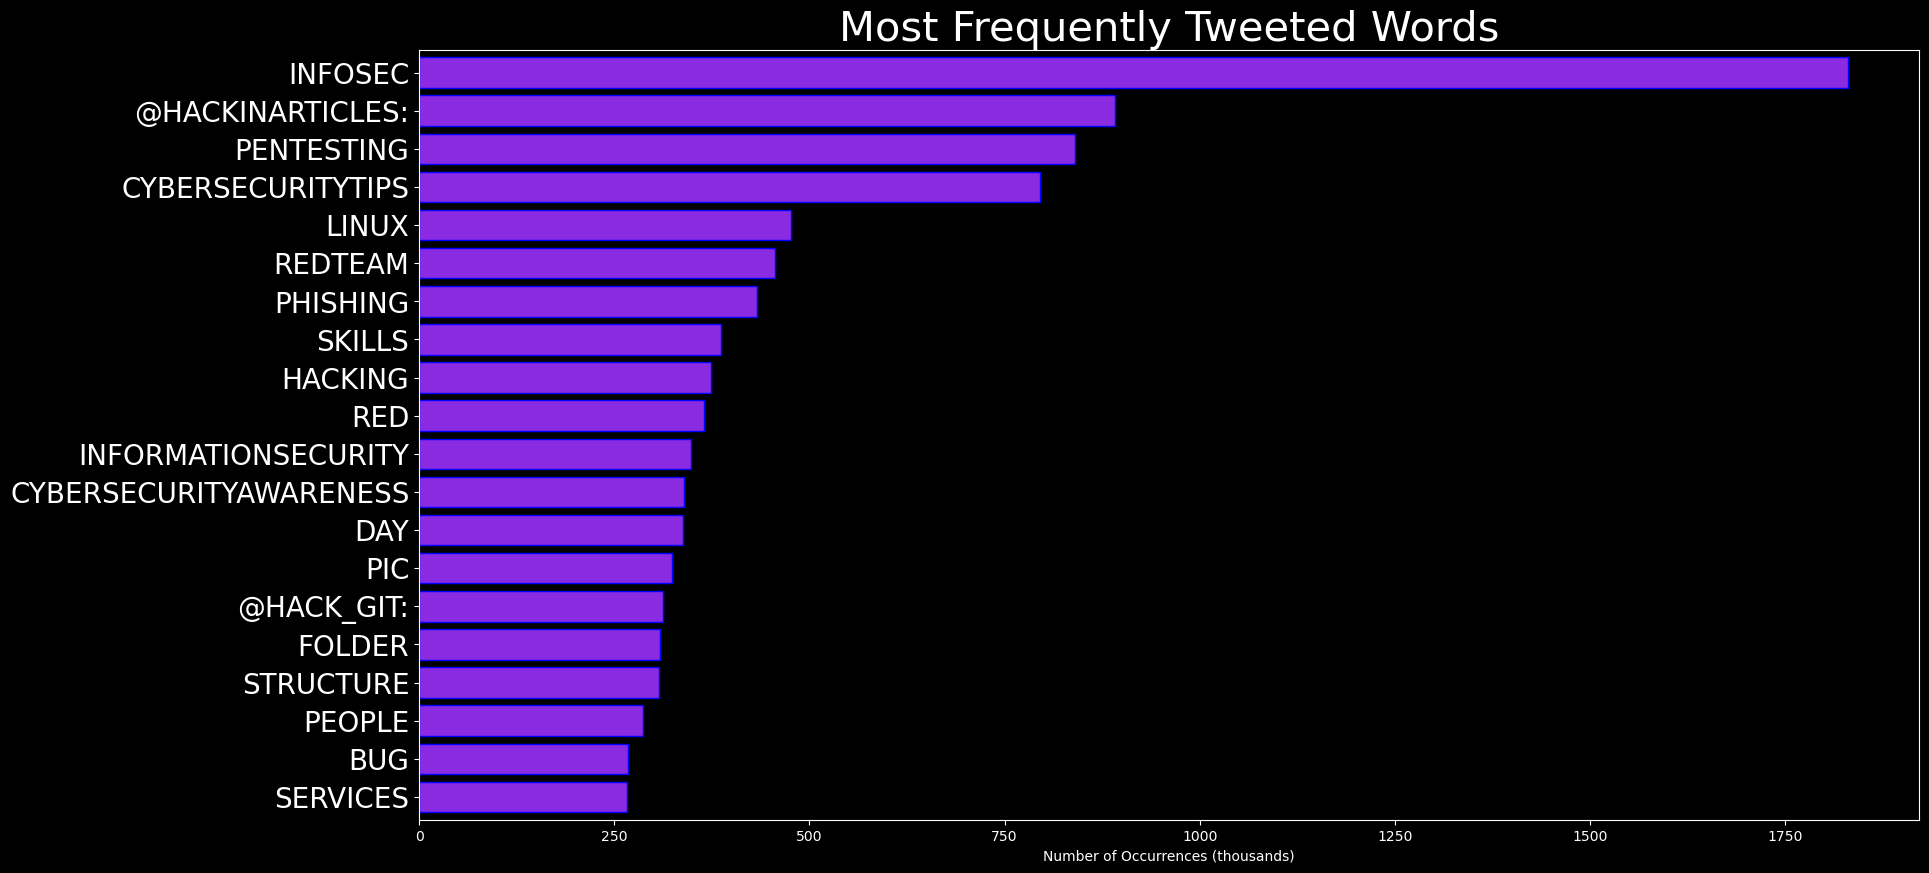 Most Frequently Tweeted Words
INFOSEC
@HACKINARTICLES:
PENTESTING
CYBERSECURITYTIPS
LINUX
REDTEAM
PHISHING
SKILLS
HACKING
RED
INFORMATIONSECURITY
CYBERSECURITYAWARENESS
DAY
PIC
@HACK_GIT:
FOLDER
STRUCTURE
PEOPLE
BUG
SERVICES
0 250 500 750 1000 1250 1500 1750
Number of Occurrences (thousands)